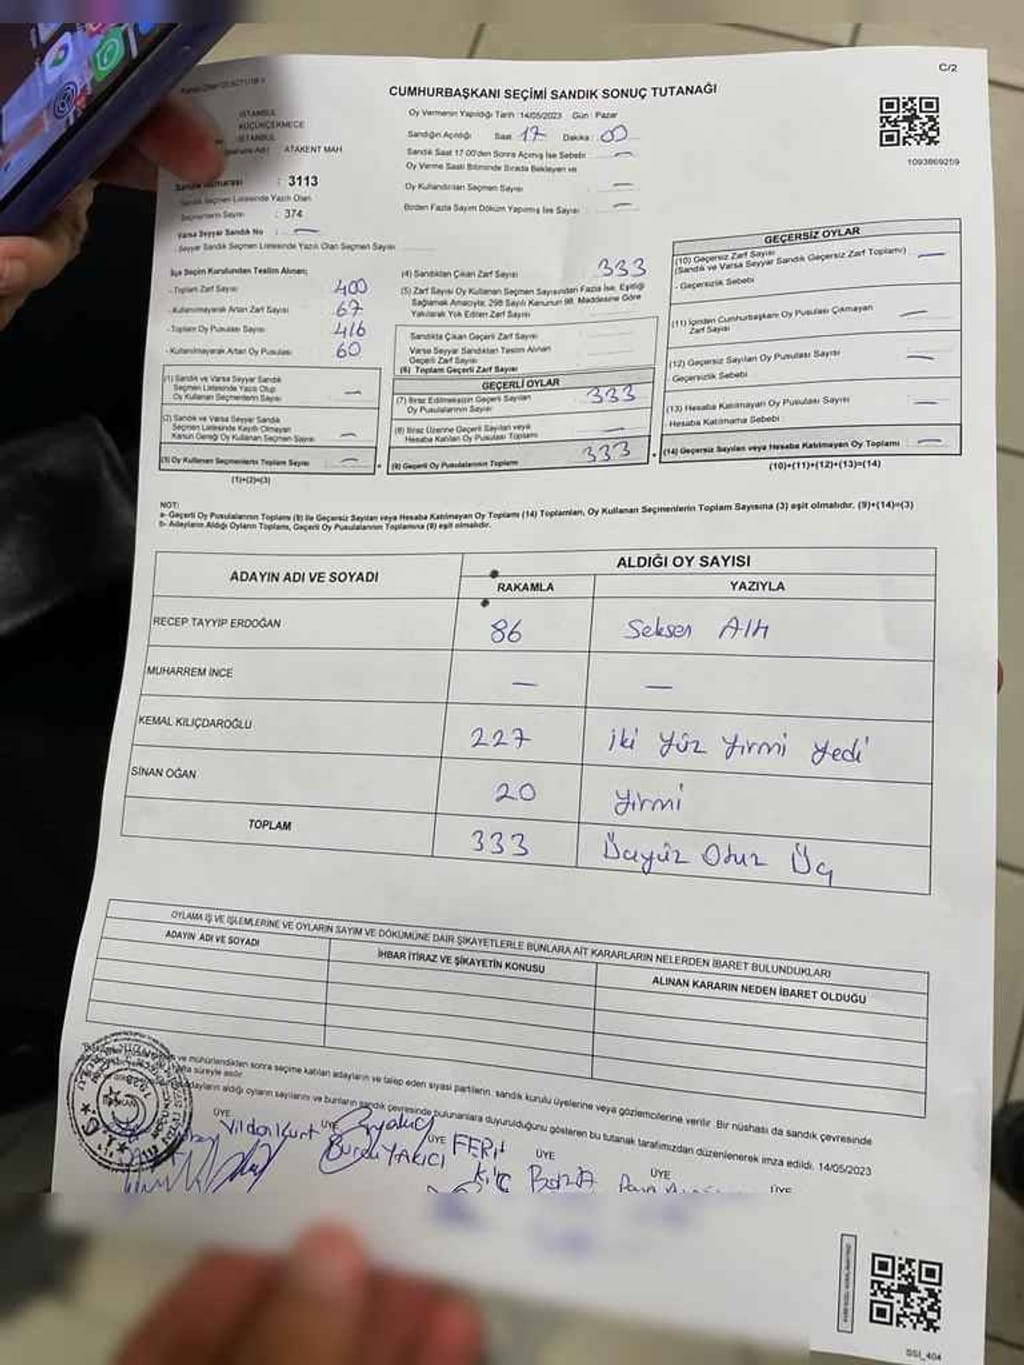 C/2
CUMHURBAŞKANI SEÇİMİ SANDIK SONUÇ TUTANAĞI
1093869259
İSTANBUL
KÜÇÜKÇEKMECE
İSTANBUL
ATAKENT MAH
: 3113
Sandık Seçmen Listesinde Yazılı Olan
Seçmenlerin Sayısı : 374
Varsa Seyyar Sandık No : —
- Seyyar Sandık Seçmen Listesinde Yazılı Olan Seçmen Sayısı
Oy Vermenin Yapıldığı Tarih :14/05/2023 Gün : Pazar
Sandığın Açıldığı Saat 17 Dakika : 00
Sandık Saat 17:00'den Sonra Açılmış İse Sebebi : —
Oy Verme Saati Bitiminde Sırada Bekleyen ve
Oy Kullandırılan Seçmen Sayısı : —
Birden Fazla Sayım Döküm Yapılmış İse Sayısı : —
İlçe Seçim Kurulundan Teslim Alınan;
- Toplam Zarf Sayısı : 400
- Kullanılmayarak Artan Zarf Sayısı : 67
- Toplam Oy Pusulası Sayısı : 416
- Kullanılmayarak Artan Oy Pusulası : 60
(1) Sandık ve Varsa Seyyar Sandık
Seçmen Listesinde Yazılı Olup
Oy Kullanan Seçmenlerin Sayısı : —
(2) Sandık ve Varsa Seyyar Sandık
Seçmen Listesinde Kayıtlı Olmayan
Kanun Gereği Oy Kullanan Seçmen Sayısı : —
(3) Oy Kullanan Seçmenlerin Toplam Sayısı : —
(1)+(2)=(3)
(4) Sandıktan Çıkan Zarf Sayısı : 333
(5) Zarf Sayısı Oy Kullanan Seçmen Sayısından Fazla İse, Eşitliği
Sağlamak Amacıyla; 298 Sayılı Kanunun 98. Maddesine Göre
Yakılarak Yok Edilen Zarf Sayısı :
Sandıkta Çıkan Geçerli Zarf Sayısı :
Varsa Seyyar Sandıktan Teslim Alınan
Geçerli Zarf Sayısı
(6) Toplam Geçerli Zarf Sayısı
GEÇERLİ OYLAR
(7) İtiraz Edilmeksizin Geçerli Sayılan
Oy Pusulalarının Sayısı : 333
(8) İtiraz Üzerine Geçerli Sayılan veya
Hesaba Katılan Oy Pusulası Toplamı : —
(9) Geçerli Oy Pusulalarının Toplamı : 333
GEÇERSİZ OYLAR
(10) Geçersiz Zarf Sayısı
(Sandık ve Varsa Seyyar Sandık Geçersiz Zarf Toplamı) : —
- Geçersizlik Sebebi
(11) İçinden Cumhurbaşkanı Oy Pusulası Çıkmayan
Zarf Sayısı : —
(12) Geçersiz Sayılan Oy Pusulası Sayısı : —
Geçersizlik Sebebi
(13) Hesaba Katılmayan Oy Pusulası Sayısı : —
- Hesaba Katılmama Sebebi
(14) Geçersiz Sayılan veya Hesaba Katılmayan Oy Toplamı : —
(10)+(11)+(12)+(13)=(14)
NOT:
a- Geçerli Oy Pusulalarının Toplamı (9) ile Geçersiz Sayılan veya Hesaba Katılmayan Oy Toplamı (14) Toplamları, Oy Kullanan Seçmenlerin Toplam Sayısına (3) eşit olmalıdır. (9)+(14)=(3)
b- Adayların Aldığı Oyların Toplamı, Geçerli Oy Pusulalarının Toplamına (9) eşit olmalıdır.
ADAYIN ADI VE SOYADI
ALDIĞI OY SAYISI
RAKAMLA YAZIYLA
RECEP TAYYİP ERDOĞAN 86 Seksen Altı
MUHARREM İNCE — —
KEMAL KILIÇDAROĞLU 227 iki Yüz Yirmi Yedi
SİNAN OĞAN 20 Yirmi
TOPLAM 333 Üçyüz Otuz Üç
OYLAMA İŞ VE İŞLEMLERİNE VE OYLARIN SAYIM VE DÖKÜMÜNE DAİR ŞİKAYETLERLE BUNLARA AİT KARARLARIN NELERDEN İBARET BULUNDUKLARI
ADAYIN ADI VE SOYADI İHBAR İTİRAZ VE ŞİKAYETİN KONUSU ALINAN KARARIN NEDEN İBARET OLDUĞU
ve mühürlendikten sonra seçime katılan adayların ve talep eden siyasi partilerin, sandık kurulu üyelerine veya gözlemcilerine verilir. Bir nüshası da sandık çevresinde
süreyle asılır.
adayların aldığı oyların sayılarını ve bunların sandık çevresinde bulunanlara duyurulduğunu gösteren bu tutanak tarafımızdan düzenlenerek imza edildi. 14/05/2023
ÜYE ÜYE ÜYE ÜYE ÜYE ÜYE
Vildan Kurt
Burcu YAKICI
FERİt
KılıÇ
SSI_404